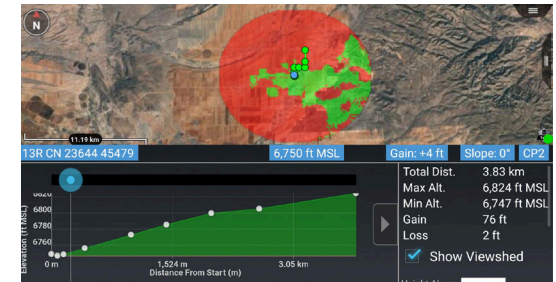 N
11.19 km
13R CN 23644 45479
6,750 ft MSL
Gain: +4 ft
Slope: 0°
CP2
Total Dist. 3.83 km
Max Alt. 6,824 ft MSL
Min Alt. 6,747 ft MSL
Gain 76 ft
Loss 2 ft
Show Viewshed
Elevation (ft MSL)
6820
6800
6780
6760
0 m
1,524 m
3.05 km
Distance From Start (m)